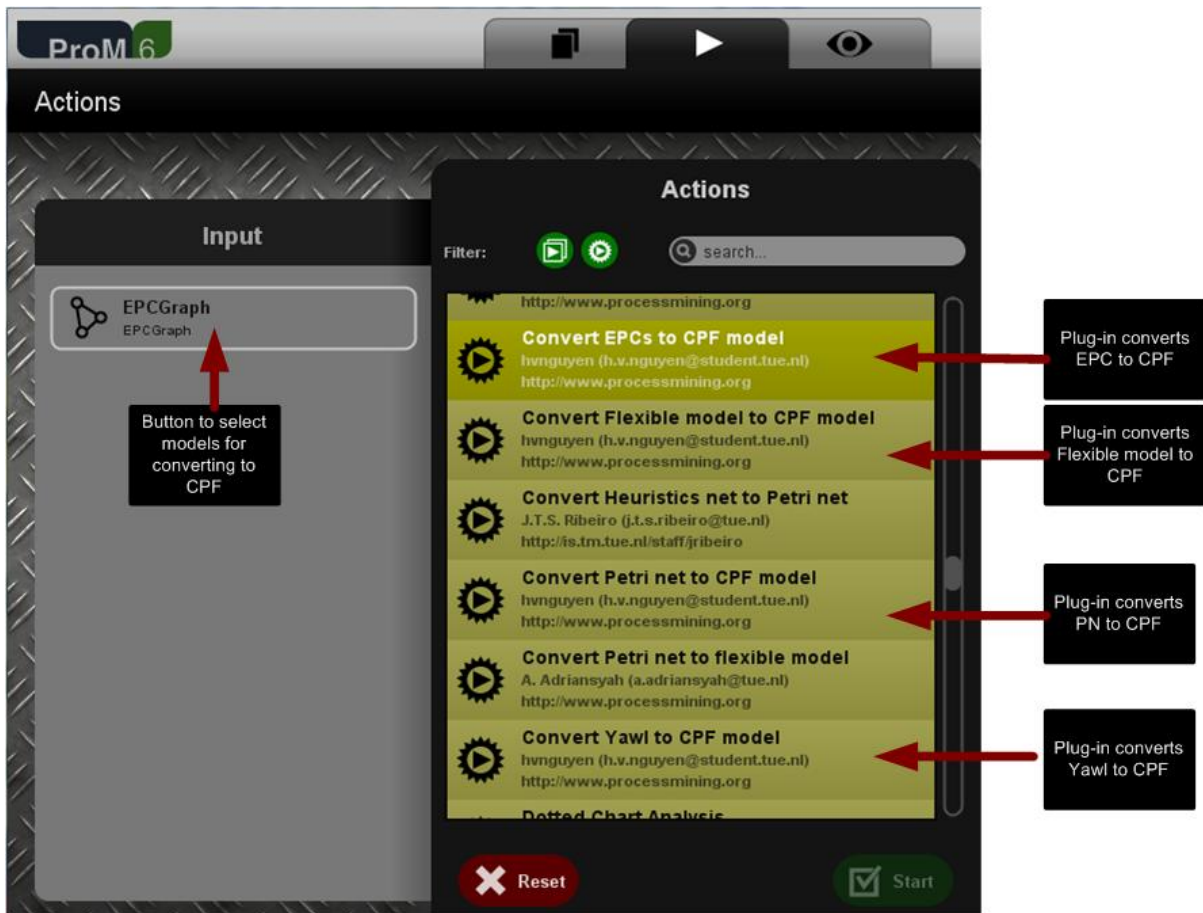 ProM 6
Actions
Input
EPCGraph
EPCGraph
Button to select
models for
converting to
CPF
Actions
Filter:
search...
http://www.processmining.org
Convert EPCs to CPF model
hvnguyen (h.v.nguyen@student.tue.nl)
http://www.processmining.org
Convert Flexible model to CPF model
hvnguyen (h.v.nguyen@student.tue.nl)
http://www.processmining.org
Convert Heuristics net to Petri net
J.T.S. Ribeiro (j.t.s.ribeiro@tue.nl)
http://is.tm.tue.nl/staff/jribeiro
Convert Petri net to CPF model
hvnguyen (h.v.nguyen@student.tue.nl)
http://www.processmining.org
Convert Petri net to flexible model
A. Adriansyah (a.adriansyah@tue.nl)
http://www.processmining.org
Convert Yawl to CPF model
hvnguyen (h.v.nguyen@student.tue.nl)
http://www.processmining.org
Dotted Chart Analysis
Reset
Start
Plug-in converts
EPC to CPF
Plug-in converts
Flexible model to
CPF
Plug-in converts
PN to CPF
Plug-in converts
Yawl to CPF